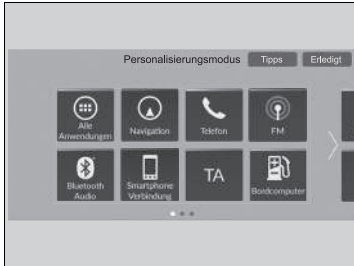 Personalisierungsmodus Tipps Erledigt
Alle
Anwendungen
Navigation
Telefon
FM
Bluetooth
Audio
Smartphone
Verbindung
TA
Bordcomputer